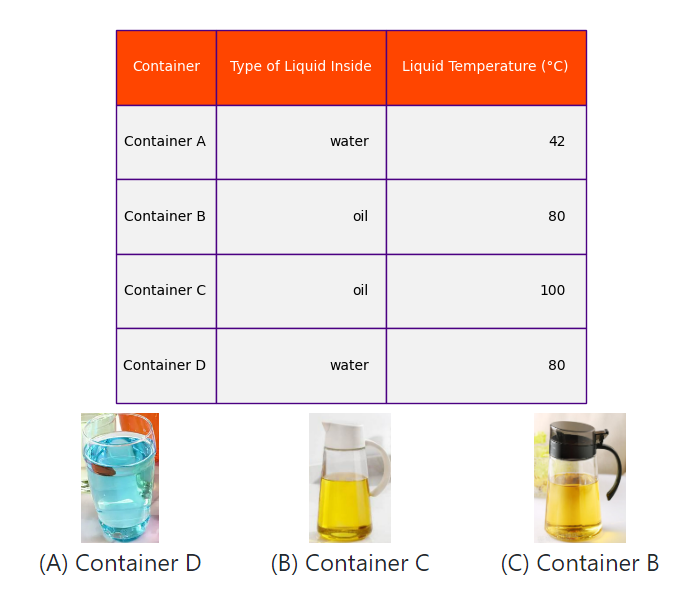 Container Type of Liquid Inside Liquid Temperature (°C)
Container A water 42
Container B oil 80
Container C oil 100
Container D water 80
(A) Container D (B) Container C (C) Container B